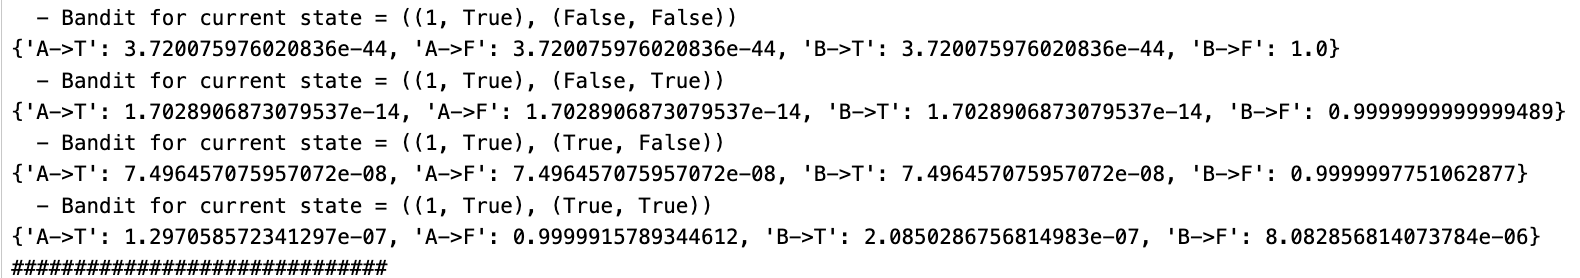 - Bandit for current state = ((1, True), (False, False))
{'A->T': 3.720075976020836e-44, 'A->F': 3.720075976020836e-44, 'B->T': 3.720075976020836e-44, 'B->F': 1.0}
- Bandit for current state = ((1, True), (False, True))
{'A->T': 1.7028906873079537e-14, 'A->F': 1.7028906873079537e-14, 'B->T': 1.7028906873079537e-14, 'B->F': 0.9999999999999489}
- Bandit for current state = ((1, True), (True, False))
{'A->T': 7.496457075957072e-08, 'A->F': 7.496457075957072e-08, 'B->T': 7.496457075957072e-08, 'B->F': 0.9999997751062877}
- Bandit for current state = ((1, True), (True, True))
{'A->T': 1.297058572341297e-07, 'A->F': 0.9999915789344612, 'B->T': 2.0850286756814983e-07, 'B->F': 8.082856814073784e-06}
##############################